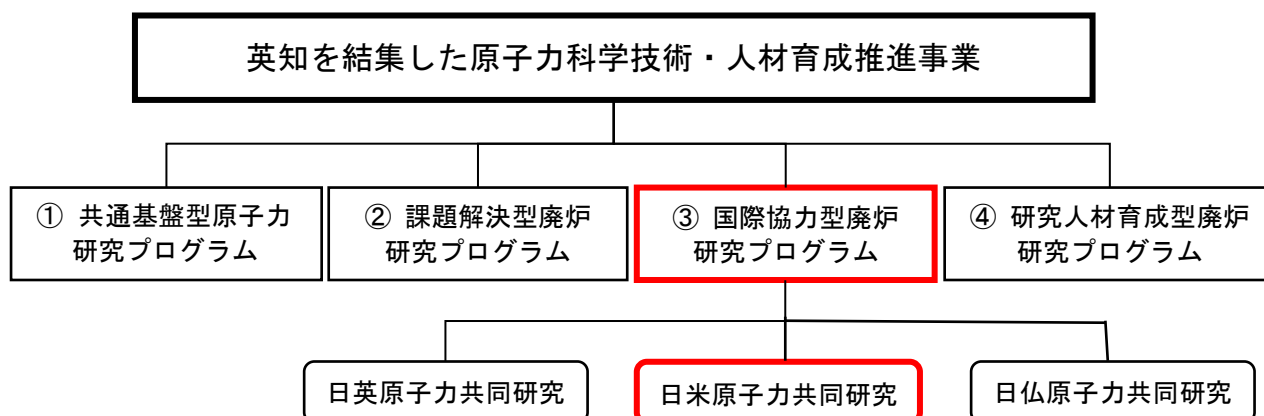 英知を結集した原子力科学技術・人材育成推進事業
① 共通基盤型原子力
研究プログラム
② 課題解決型廃炉
研究プログラム
③ 国際協力型廃炉
研究プログラム
④ 研究人材育成型廃炉
研究プログラム
日英原子力共同研究
日米原子力共同研究
日仏原子力共同研究